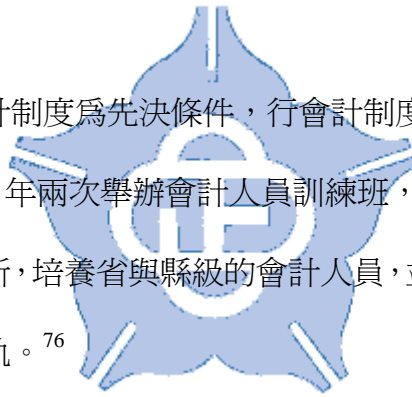 計制度為先決條件，行會計制度
年兩次舉辦會計人員訓練班，
所，培養省與縣級的會計人員，並
軌。76